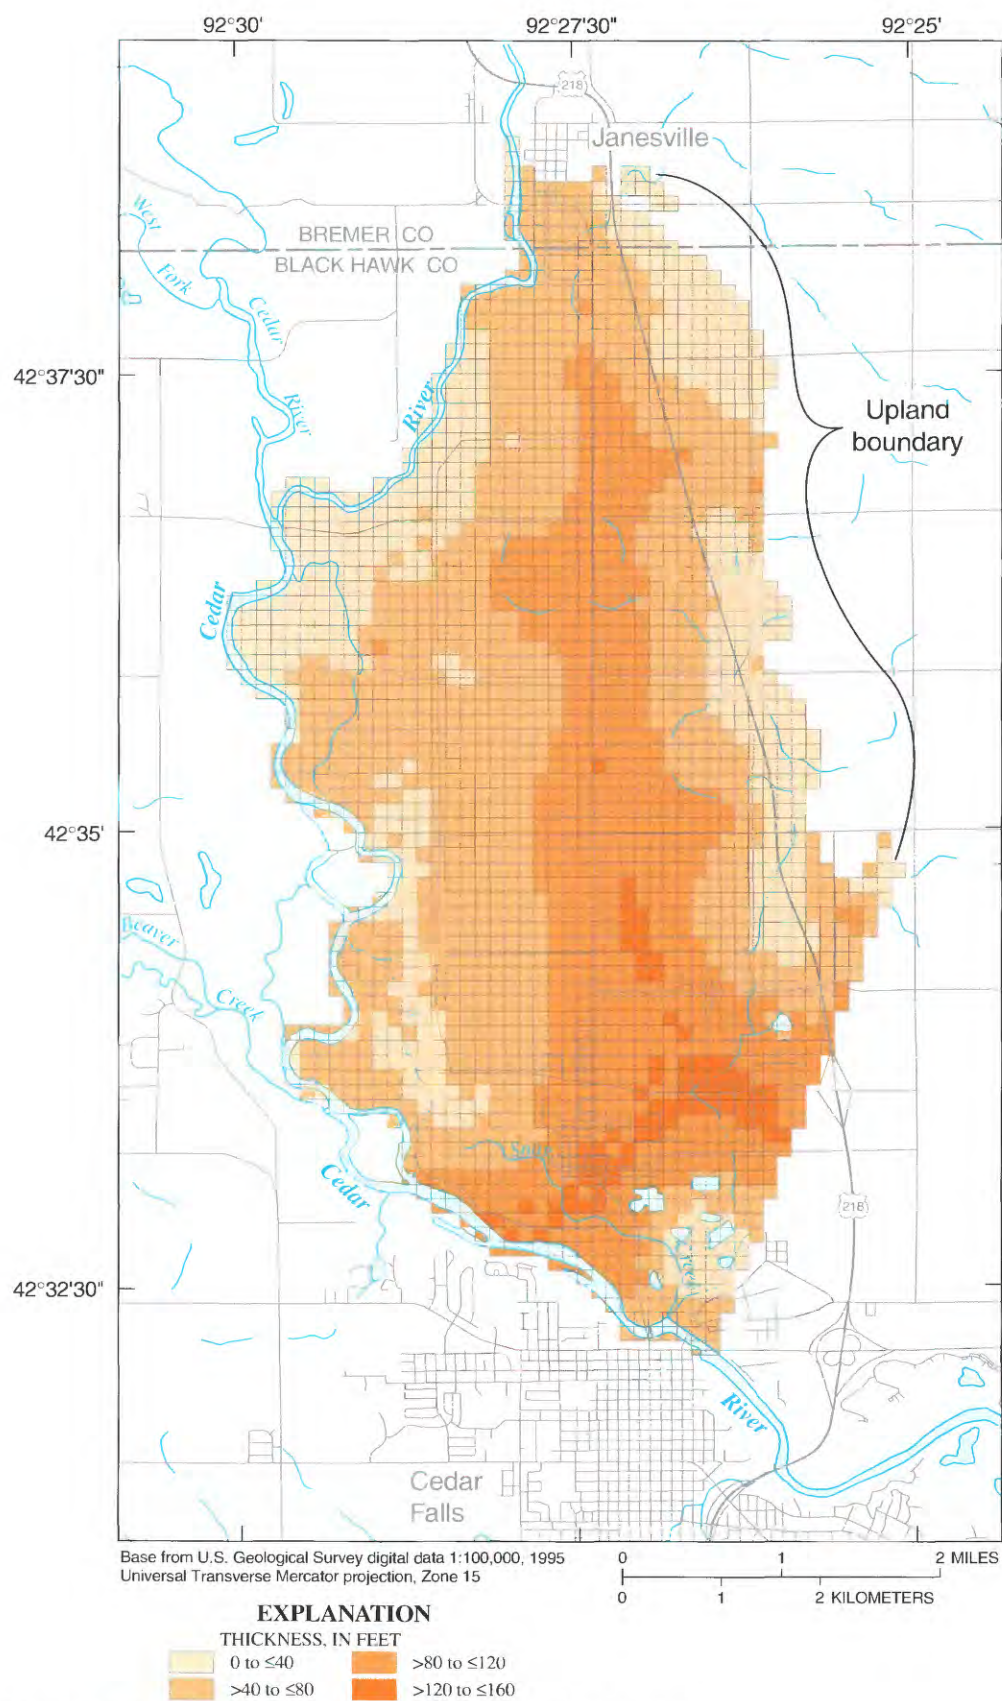 92°30'
92°27'30"
92°25'
218
Janesville
West
Fork
Cedar
River
BREMER CO
BLACK HAWK CO
42°37'30"
River
Upland
boundary
Cedar
42°35'
Beaver
Creek
Snag
Creek
Cedar
218
42°32'30"
River
Cedar
Falls
Base from U.S. Geological Survey digital data 1:100,000, 1995
Universal Transverse Mercator projection, Zone 15
0 1 2 MILES
0 1 2 KILOMETERS
EXPLANATION
THICKNESS, IN FEET
0 to ≤40
>80 to ≤120
>40 to ≤80
>120 to ≤160